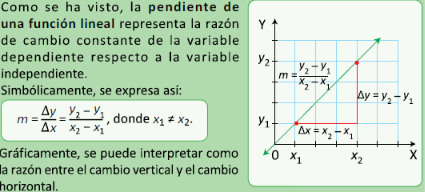 Como se ha visto, la pendiente de
una función lineal representa la razón
de cambio constante de la variable
dependiente respecto a la variable
independiente.
Simbólicamente, se expresa así:
m = Δy/Δx = (y₂ − y₁)/(x₂ − x₁), donde x₁ ≠ x₂.
Gráficamente, se puede interpretar como
la razón entre el cambio vertical y el cambio
horizontal.
Y
y₂
m = (y₂ − y₁)/(x₂ − x₁)
Δy = y₂ − y₁
y₁
Δx = x₂ − x₁
0 x₁ x₂ X